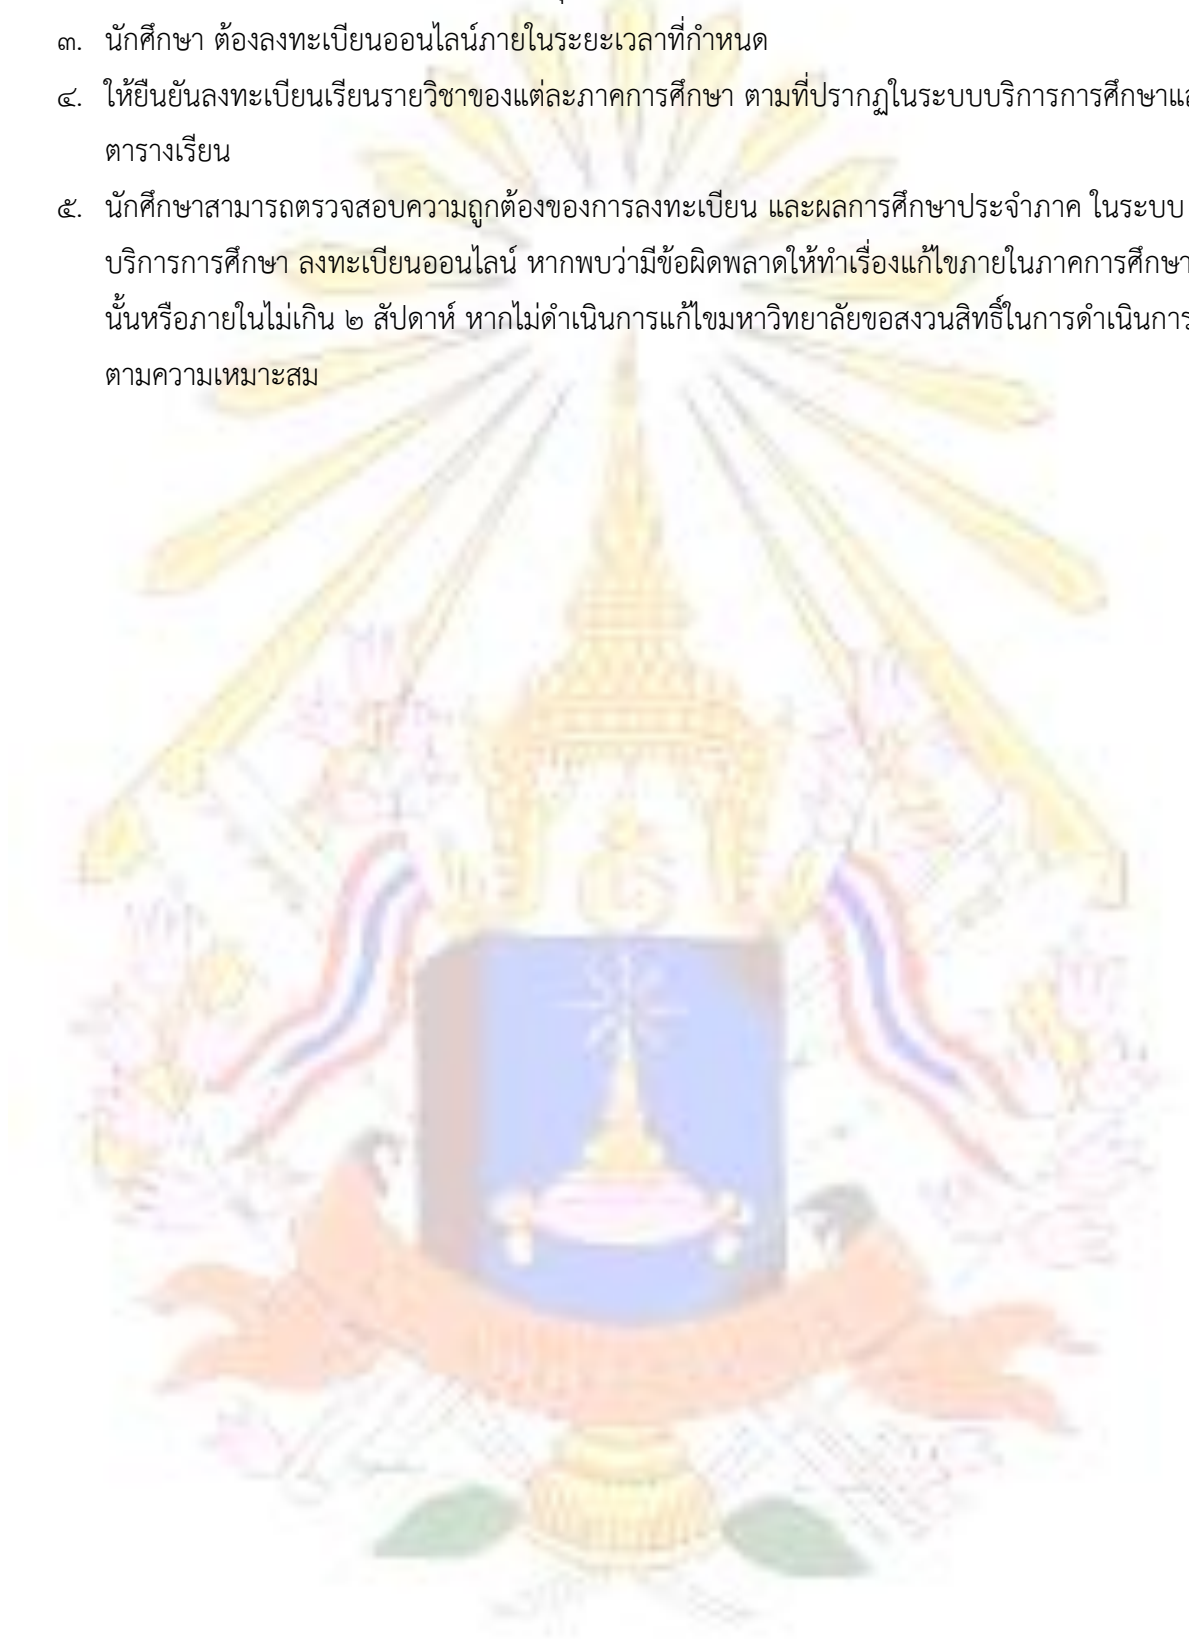 ๓. นักศึกษา ต้องลงทะเบียนออนไลน์ภายในระยะเวลาที่กำหนด
๔. ให้ยืนยันลงทะเบียนเรียนรายวิชาของแต่ละภาคการศึกษา ตามที่ปรากฏในระบบบริการการศึกษาแล
ตารางเรียน
๕. นักศึกษาสามารถตรวจสอบความถูกต้องของการลงทะเบียน และผลการศึกษาประจำภาค ในระบบ
บริการการศึกษา ลงทะเบียนออนไลน์ หากพบว่ามีข้อผิดพลาดให้ทำเรื่องแก้ไขภายในภาคการศึกษา
นั้นหรือภายในไม่เกิน ๒ สัปดาห์ หากไม่ดำเนินการแก้ไขมหาวิทยาลัยขอสงวนสิทธิ์ในการดำเนินการ
ตามความเหมาะสม